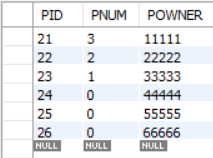 PID PNUM POWNER
21 3 11111
22 2 22222
23 1 33333
24 0 44444
25 0 55555
26 0 66666
NULL NULL NULL